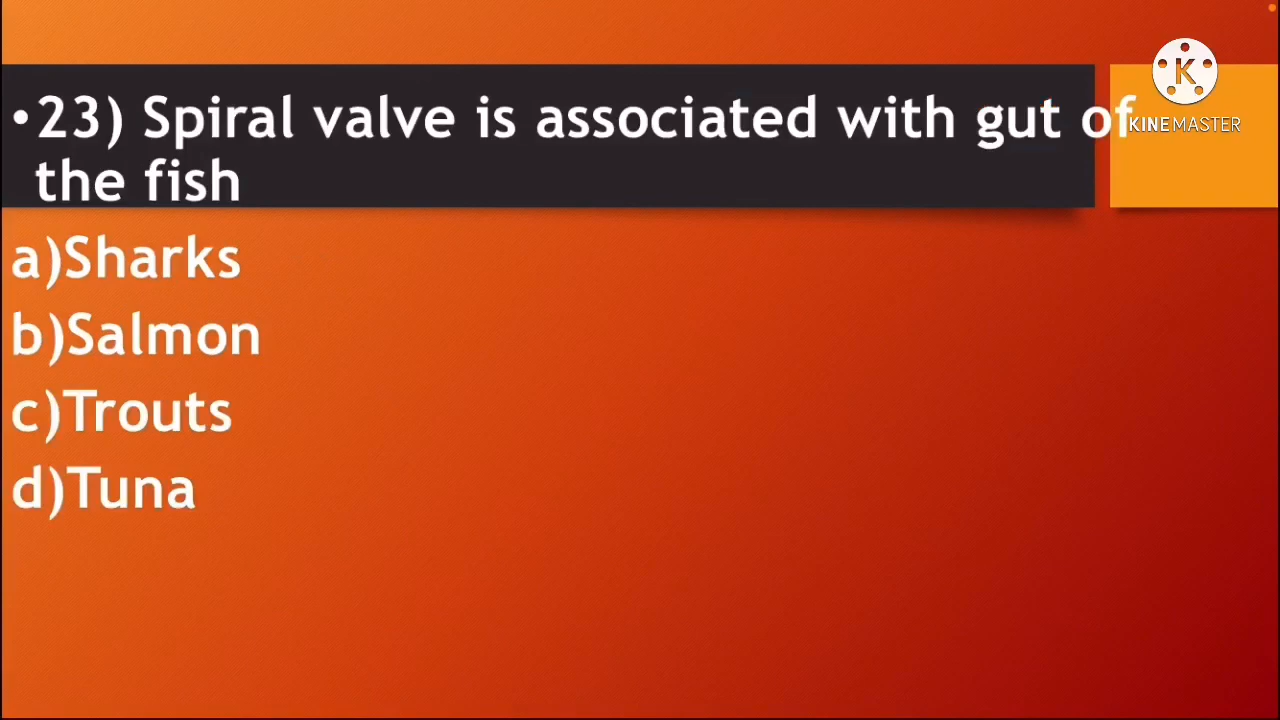 •23) Spiral valve is associated with gut of
the fish
a)Sharks
b)Salmon
c)Trouts
d)Tuna
K
KINEMASTER